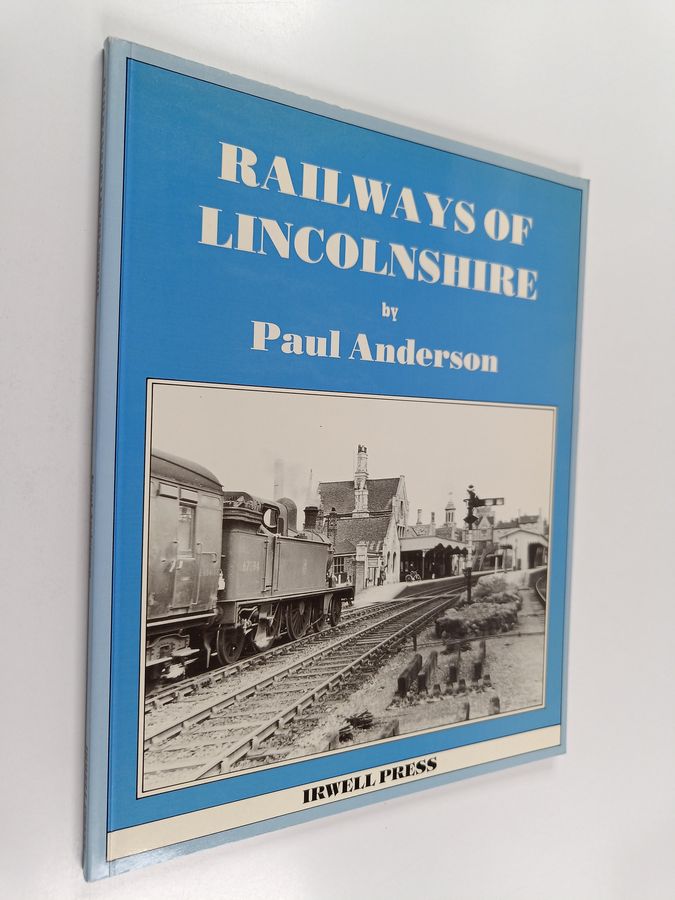 RAILWAYS OF
LINCOLNSHIRE
by
Paul Anderson
IRWELL PRESS